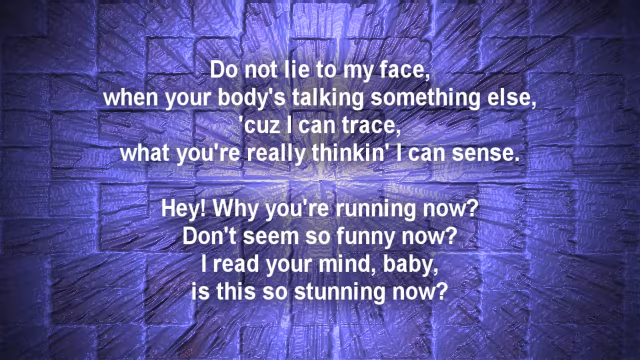 Do not lie to my face,
when your body's talking something else,
'cuz I can trace,
what you're really thinkin' I can sense.
Hey! Why you're running now?
Don't seem so funny now?
I read your mind, baby,
is this so stunning now?